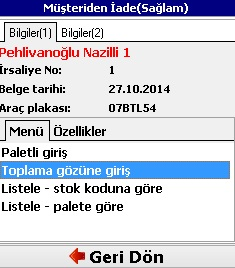 Müşteriden İade(Sağlam)
Bilgiler(1) Bilgiler(2)
Pehlivanoğlu Nazilli 1
İrsaliye No: 1
Belge tarihi: 27.10.2014
Araç plakası: 07BTL54
Menü Özellikler
Paletli giriş
Toplama gözüne giriş
Listele - stok koduna göre
Listele - palete göre
Geri Dön